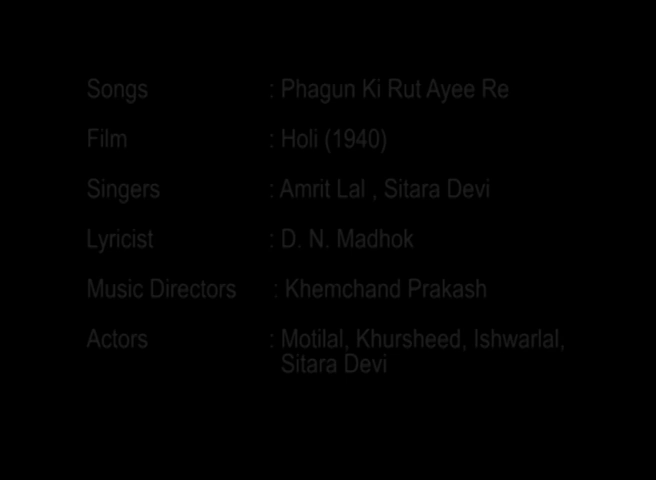 Songs : Phagun Ki Rut Ayee Re
Film : Holi (1940)
Singers : Amrit Lal , Sitara Devi
Lyricist : D. N. Madhok
Music Directors : Khemchand Prakash
Actors : Motilal, Khursheed, Ishwarlal,
Sitara Devi